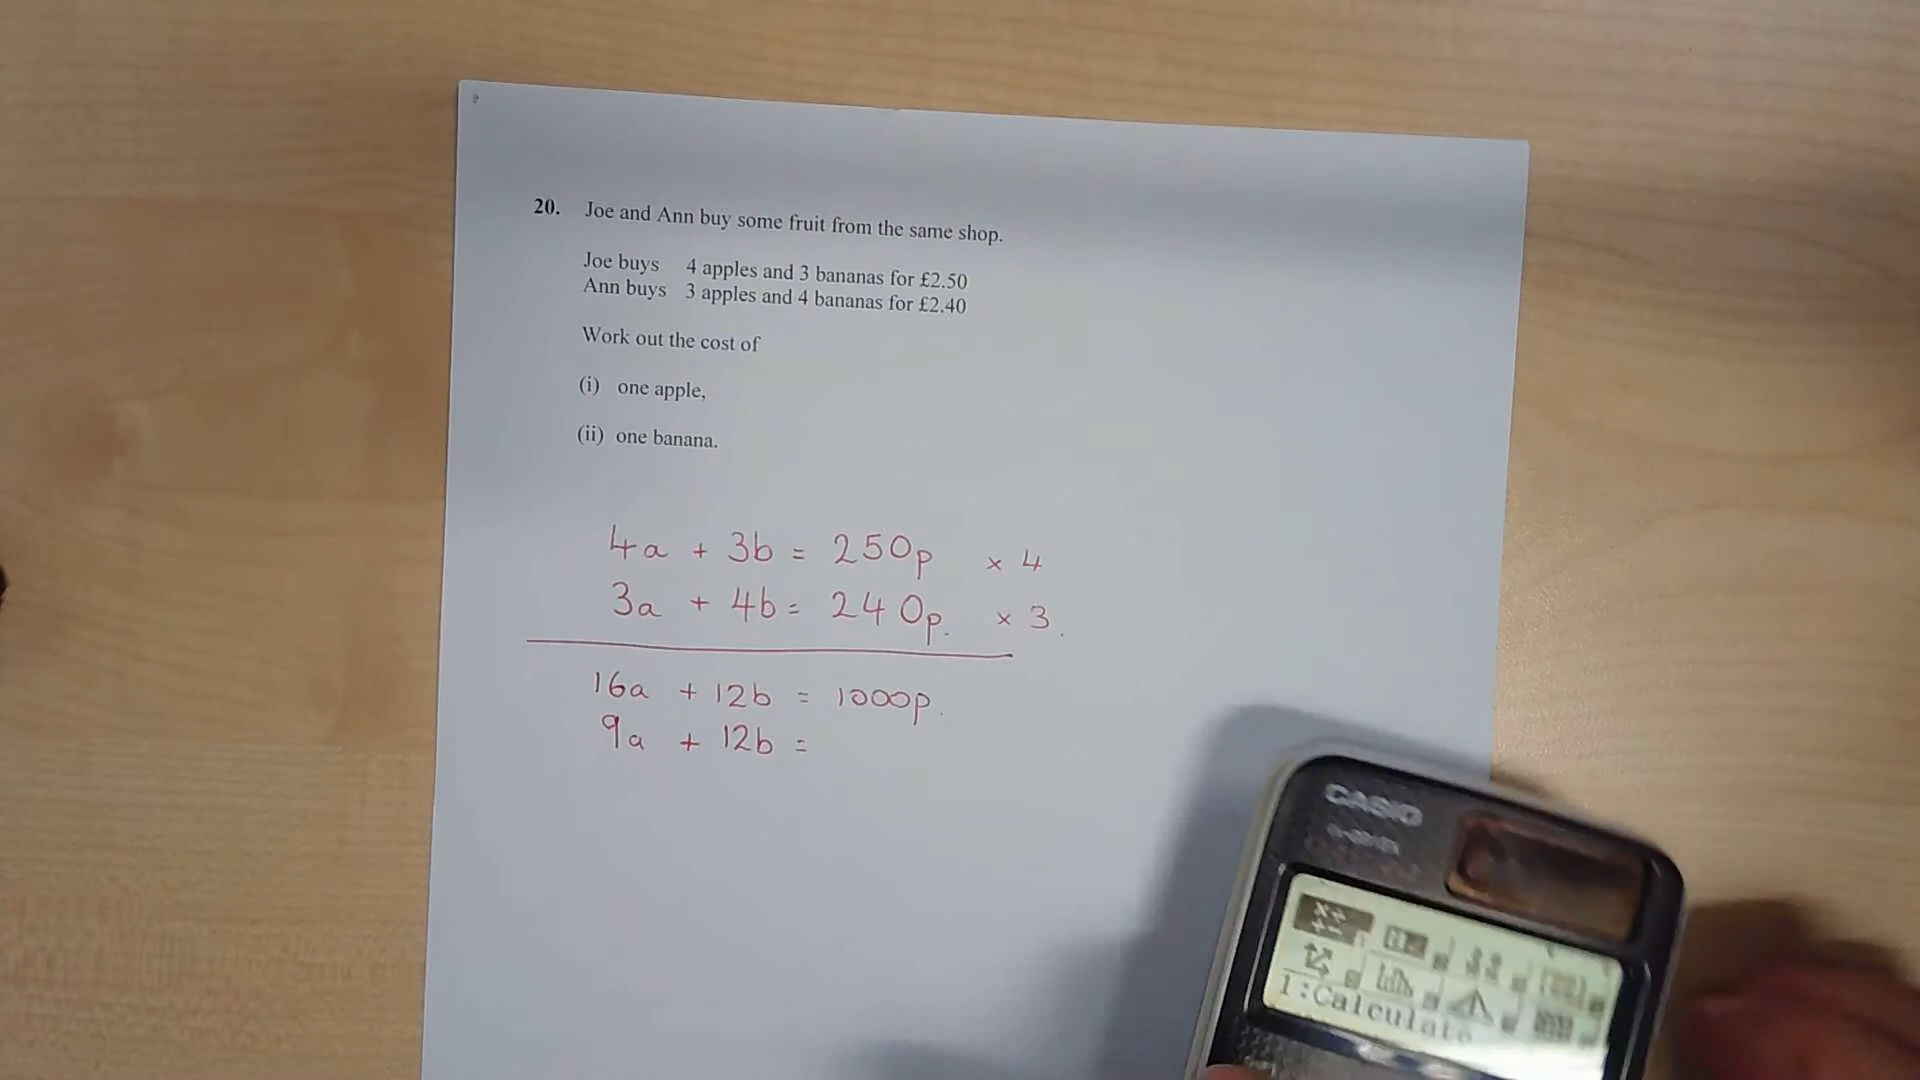 20. Joe and Ann buy some fruit from the same shop.
Joe buys 4 apples and 3 bananas for £2.50
Ann buys 3 apples and 4 bananas for £2.40
Work out the cost of
(i) one apple,
(ii) one banana.
4a + 3b = 250p × 4
3a + 4b = 240p. × 3.
16a + 12b = 1000p.
9a + 12b =
CASIO
1:Calculate